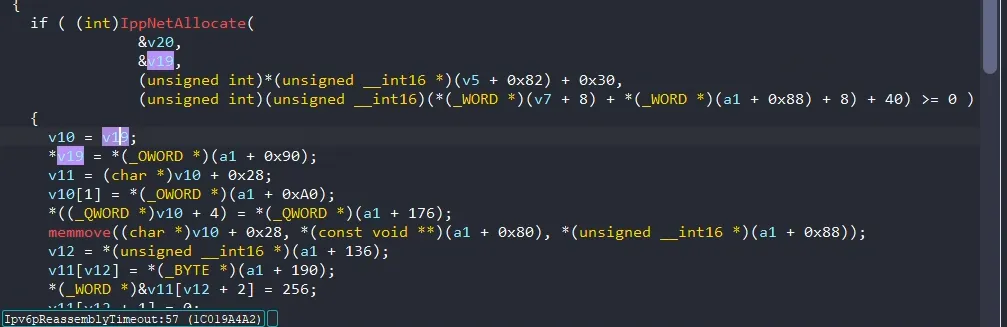 {
if ( (int)IppNetAllocate(
&v20,
&v19,
(unsigned int)*(unsigned __int16 *)(v5 + 0x82) + 0x30,
(unsigned int)(unsigned __int16)(*(_WORD *)(v7 + 8) + *(_WORD *)(a1 + 0x88) + 8) + 40) >= 0 )
{
v10 = v19;
*v19 = *(_OWORD *)(a1 + 0x90);
v11 = (char *)v10 + 0x28;
v10[1] = *(_OWORD *)(a1 + 0xA0);
*((_QWORD *)v10 + 4) = *(_QWORD *)(a1 + 176);
memmove((char *)v10 + 0x28, *(const void **)(a1 + 0x80), *(unsigned __int16 *)(a1 + 0x88));
v12 = *(unsigned __int16 *)(a1 + 136);
v11[v12] = *(_BYTE *)(a1 + 190);
*(_WORD *)&v11[v12 + 2] = 256;
v11[v12 + 1] = 0;
Ipv6pReassemblyTimeout:57 (1C019A4A2)